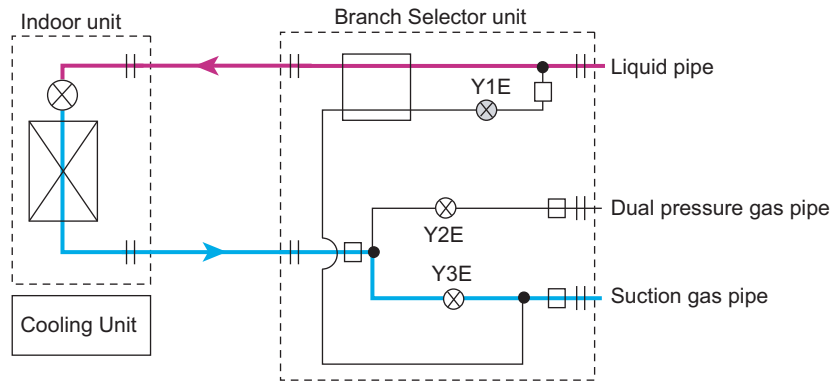 Indoor unit
Branch Selector unit
Liquid pipe
Y1E
Dual pressure gas pipe
Y2E
Y3E
Suction gas pipe
Cooling Unit